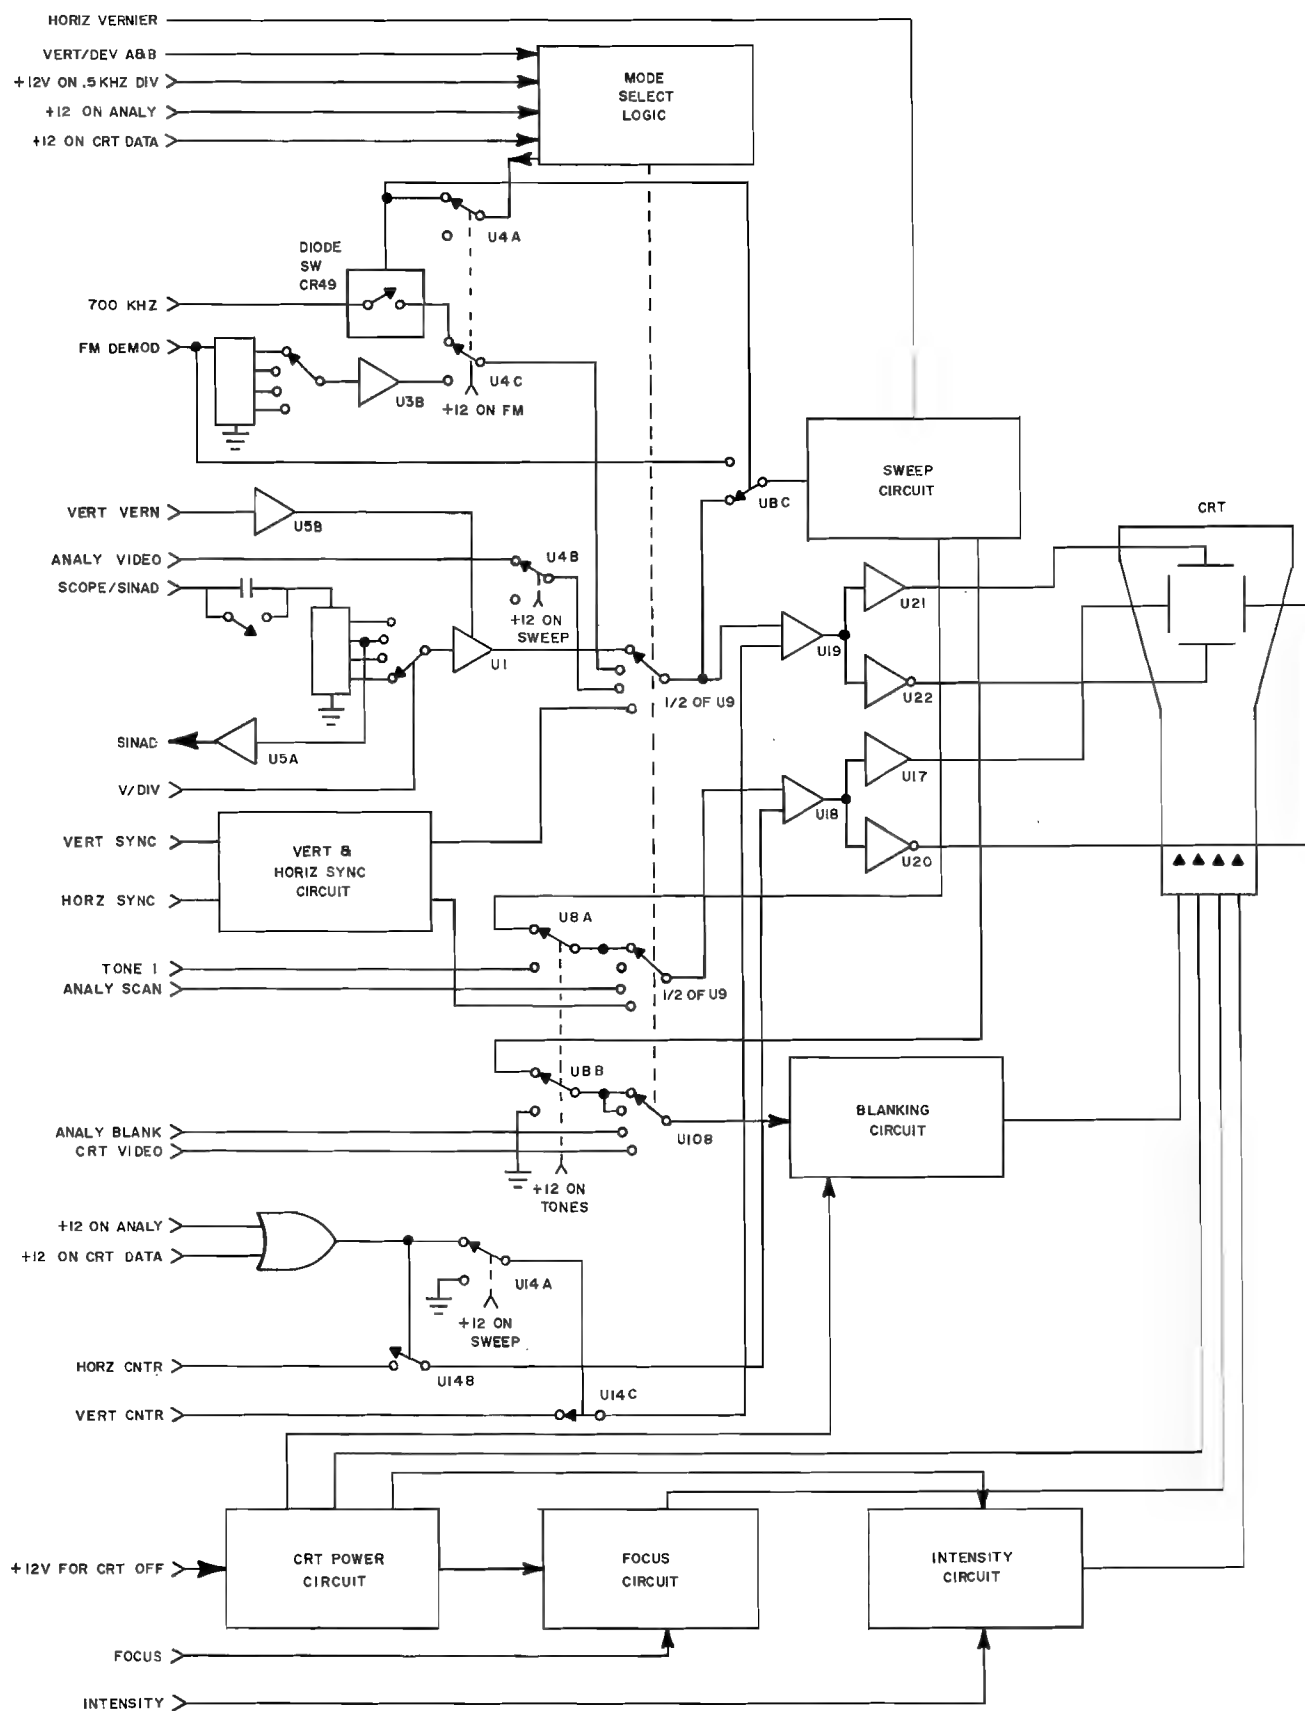 HORIZ VERNIER
VERT/DEV A&B
+12V ON .5KHZ DIV
+12 ON ANALY
+12 ON CRT DATA
MODE
SELECT
LOGIC
U4A
DIODE
SW
CR49
700 KHZ
FM DEMOD
U3B
U4C
+12 ON FM
SWEEP
CIRCUIT
U8C
CRT
VERT VERN
U5B
ANALY VIDEO
U4B
SCOPE/SINAD
+12 ON
SWEEP
U1
1/2 OF U9
U19
U21
U22
SINAD
U5A
V/DIV
U17
U18
U20
VERT SYNC
HORZ SYNC
VERT &
HORIZ SYNC
CIRCUIT
U8A
TONE 1
ANALY SCAN
1/2 OF U9
U8B
ANALY BLANK
CRT VIDEO
U10B
BLANKING
CIRCUIT
+12 ON
TONES
+12 ON ANALY
+12 ON CRT DATA
U14A
+12 ON
SWEEP
HORZ CNTR
U14B
U14C
VERT CNTR
+12V FOR CRT OFF
CRT POWER
CIRCUIT
FOCUS
CIRCUIT
INTENSITY
CIRCUIT
FOCUS
INTENSITY